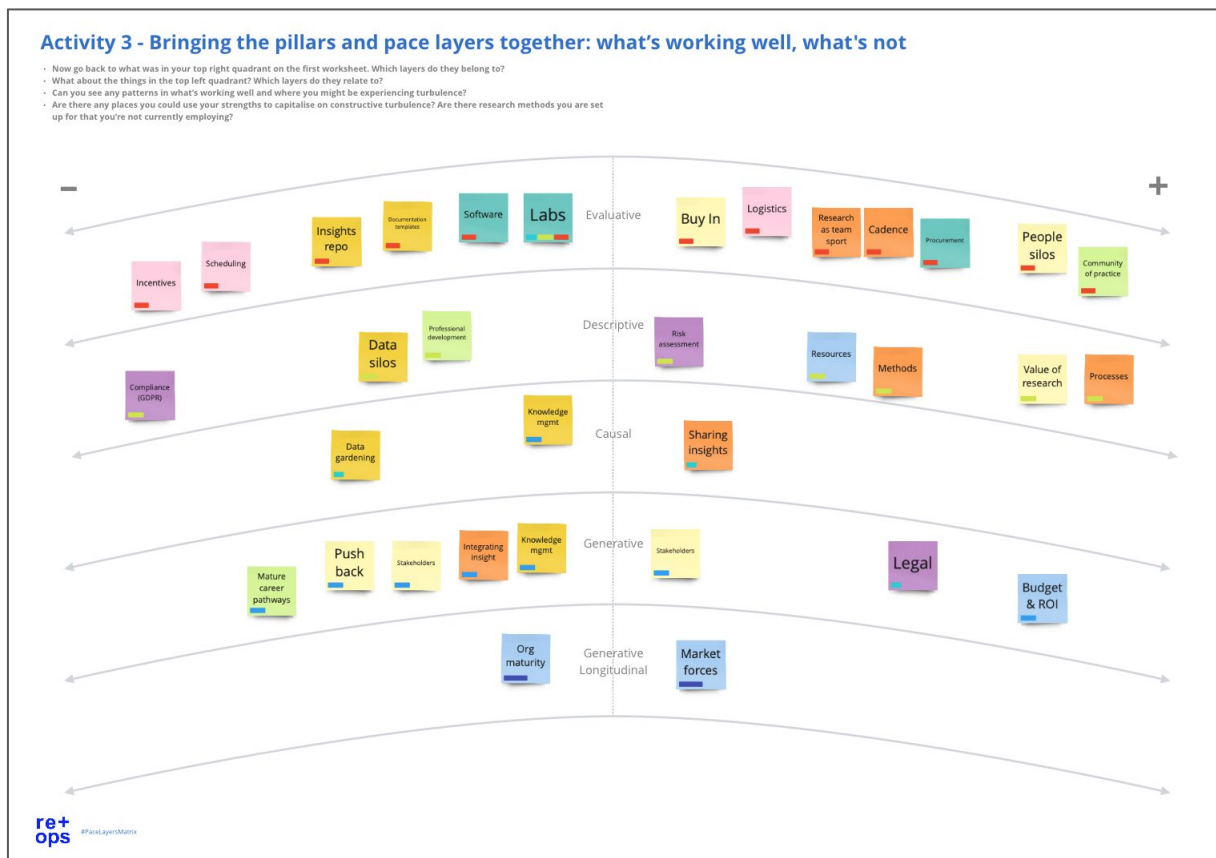 Activity 3 - Bringing the pillars and pace layers together: what's working well, what's not
• Now go back to what was in your top right quadrant on the first worksheet. Which layers do they belong to?
• What about the things in the top left quadrant? Which layers do they relate to?
• Can you see any patterns in what's working well and where you might be experiencing turbulence?
• Are there any places you could use your strengths to capitalise on constructive turbulence? Are there research methods you are set
up for that you're not currently employing?
–
+
Incentives
Scheduling
Insights
repo
Documentation
templates
Software
Labs
Evaluative
Buy In
Logistics
Research
as team
sport
Cadence
Procurement
People
silos
Community
of practice
Compliance
(GDPR)
Data
silos
Professional
development
Descriptive
Risk
assessment
Resources
Methods
Value of
research
Processes
Data
gardening
Knowledge
mgmt
Causal
Sharing
insights
Mature
career
pathways
Push
back
Stakeholders
Integrating
insight
Knowledge
mgmt
Generative
Stakeholders
Legal
Budget
& ROI
Org
maturity
Generative
Longitudinal
Market
forces
re+
ops
#PaceLayersMatrix